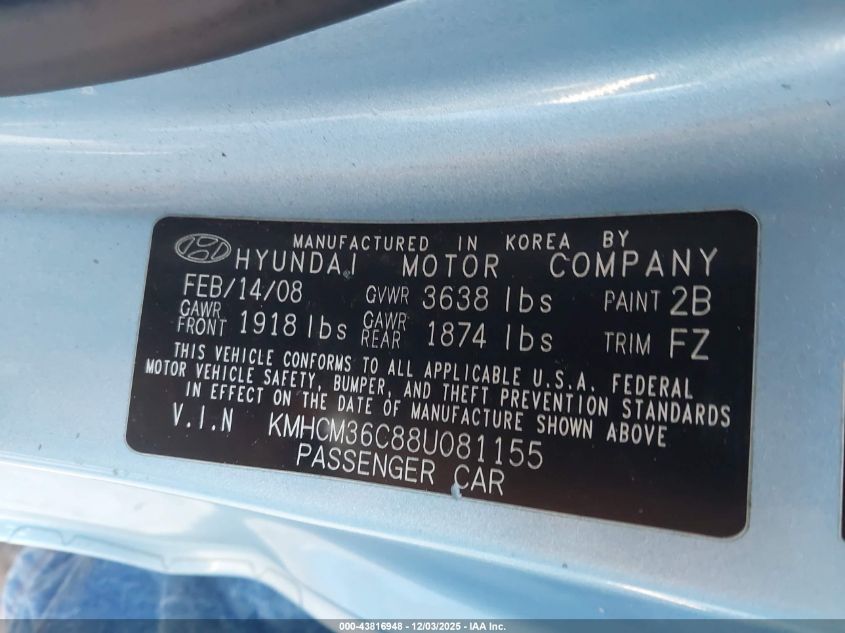 MANUFACTURED IN KOREA BY
HYUNDAI MOTOR COMPANY
FEB/14/08 GVWR 3638 lbs PAINT 2B
GAWR FRONT 1918 lbs GAWR REAR 1874 lbs TRIM FZ
THIS VEHICLE CONFORMS TO ALL APPLICABLE U.S.A. FEDERAL
MOTOR VEHICLE SAFETY, BUMPER, AND THEFT PREVENTION STANDARDS
IN EFFECT ON THE DATE OF MANUFACTURE SHOWN ABOVE
V.I.N KMHCM36C88U081155
PASSENGER CAR
000-43816948 - 12/03/2025 - IAA Inc.